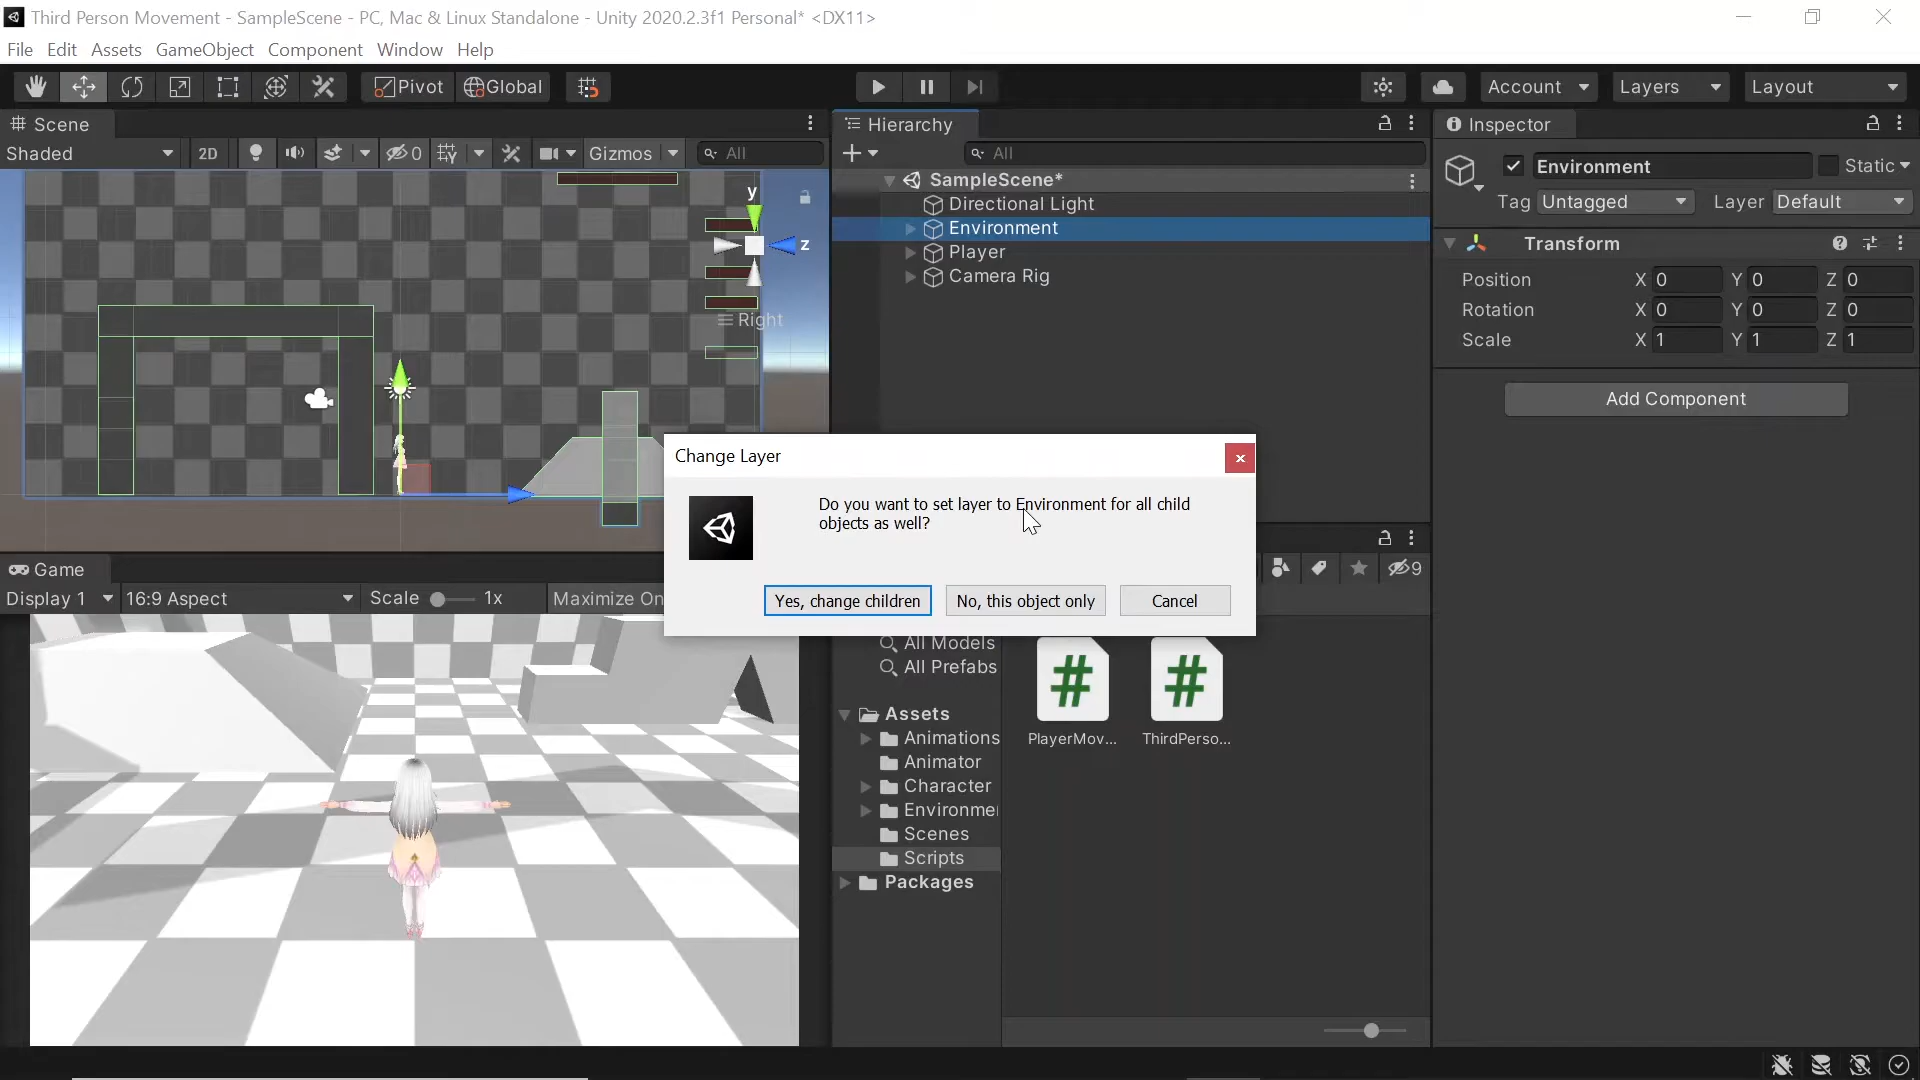 Third Person Movement - SampleScene - PC, Mac & Linux Standalone - Unity 2020.2.3f1 Personal* <DX11>
File Edit Assets GameObject Component Window Help
Pivot Global Account Layers Layout
Scene
Hierarchy
Inspector
Shaded 2D 0 Gizmos All
All
Environment Static
SampleScene*
Tag Untagged Layer Default
Directional Light
Environment
Player
Camera Rig
y
z
Right
Transform
Position X 0 Y 0 Z 0
Rotation X 0 Y 0 Z 0
Scale X 1 Y 1 Z 1
Add Component
Change Layer
Do you want to set layer to Environment for all child
objects as well?
Yes, change children No, this object only Cancel
9
Game
Display 1 16:9 Aspect Scale 1x Maximize On
All Models
All Prefabs
Assets
Animations
Animator
Character
Environme
Scenes
Scripts
Packages
# #
PlayerMov... ThirdPerso...